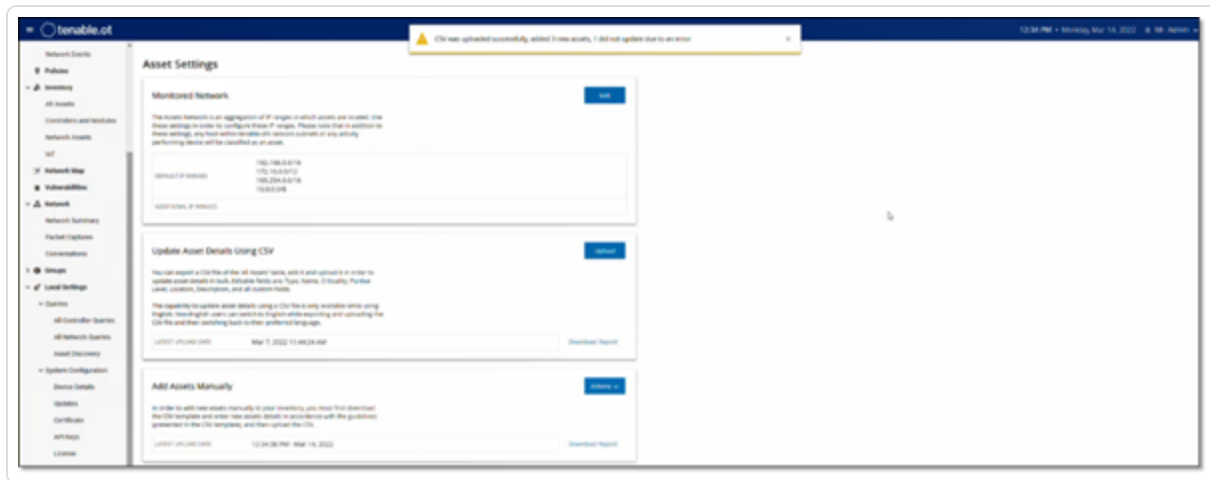 tenable.ot
CSV was uploaded successfully, added 3 new assets, 1 did not update due to an error
12:34 PM • Monday, Mar 14, 2022 Mr. Admin
Network Events
Policies
Inventory
All Assets
Controllers and Modules
Network Assets
IoT
Network Map
Vulnerabilities
Network
Network Summary
Packet Captures
Conversations
Groups
Local Settings
Queries
All Controller Queries
All Network Queries
Asset Discovery
System Configuration
Device Details
Updates
Certificate
API Keys
License
Asset Settings
Monitored Network
Edit
The Assets Network is an aggregation of IP ranges in which assets are located. Use
these settings in order to configure these IP ranges. Please note that in addition to
these settings, any host within tenable.ot's sensors subnets or any activity
performing device will be classified as an asset.
DEFAULT IP RANGES
192.168.0.0/16
172.16.0.0/12
169.254.0.0/16
10.0.0.0/8
ADDITIONAL IP RANGES
Update Asset Details Using CSV
Upload
You can export a CSV file of the 'All Assets' table, edit it and upload it in order to
update asset details in bulk. Editable fields are: Type, Name, Criticality, Purdue
Level, Location, Description, and all custom fields.
The capability to update asset details using a CSV file is only available while using
English. Non-English users can switch to English while exporting and uploading the
CSV file and then switching back to their preferred language.
LATEST UPLOAD DATE Mar 7, 2022 11:44:24 AM Download Report
Add Assets Manually
Actions
In order to add new assets manually to your inventory, you must first download
the CSV template and enter new assets details in accordance with the guidelines
(presented in the CSV template), and then upload the CSV.
LATEST UPLOAD DATE 12:34:08 PM · Mar 14, 2022 Download Report